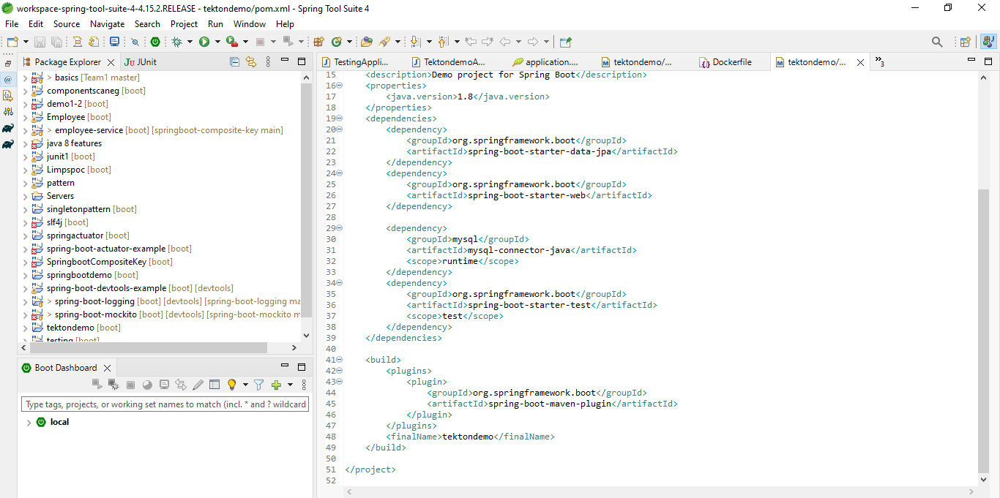 workspace-spring-tool-suite-4-4.15.2.RELEASE - tektondemo/pom.xml - Spring Tool Suite 4
File Edit Source Navigate Search Project Run Window Help
Package Explorer
JUnit
> basics [Team1 master]
componentscaneg [boot]
demo1-2 [boot]
Employee [boot]
> employee-service [boot] [springboot-composite-key main]
java 8 features
junit1 [boot]
Limpspoc [boot]
pattern
Servers
singletonpattern [boot]
slf4j [boot]
springactuator [boot]
spring-boot-actuator-example [boot]
SpringbootCompositeKey [boot]
springbootdemo [boot]
spring-boot-devtools-example [boot] [devtools]
> spring-boot-logging [boot] [devtools] [spring-boot-logging ma
> spring-boot-mockito [boot] [devtools] [spring-boot-mockito m
tektondemo [boot]
testing [boot]
Boot Dashboard
Type tags, projects, or working set names to match (incl. * and ? wildcard
local
TestingAppli...
TektondemoA...
application....
tektondemo/...
Dockerfile
tektondemo/...
»3
15 <description>Demo project for Spring Boot</description>
16 <properties>
17 <java.version>1.8</java.version>
18 </properties>
19 <dependencies>
20 <dependency>
21 <groupId>org.springframework.boot</groupId>
22 <artifactId>spring-boot-starter-data-jpa</artifactId>
23 </dependency>
24 <dependency>
25 <groupId>org.springframework.boot</groupId>
26 <artifactId>spring-boot-starter-web</artifactId>
27 </dependency>
28
29 <dependency>
30 <groupId>mysql</groupId>
31 <artifactId>mysql-connector-java</artifactId>
32 <scope>runtime</scope>
33 </dependency>
34 <dependency>
35 <groupId>org.springframework.boot</groupId>
36 <artifactId>spring-boot-starter-test</artifactId>
37 <scope>test</scope>
38 </dependency>
39 </dependencies>
40
41 <build>
42 <plugins>
43 <plugin>
44 <groupId>org.springframework.boot</groupId>
45 <artifactId>spring-boot-maven-plugin</artifactId>
46 </plugin>
47 </plugins>
48 <finalName>tektondemo</finalName>
49 </build>
50
51 </project>
52